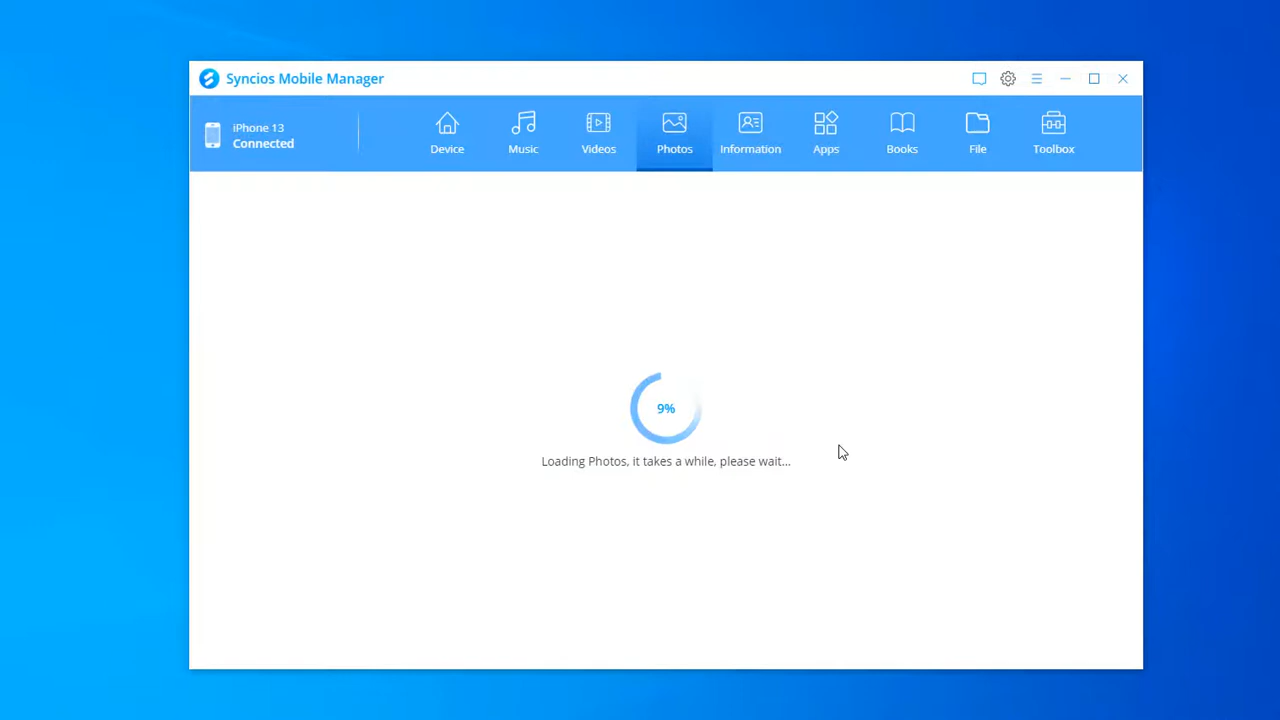 Syncios Mobile Manager
iPhone 13
Connected
Device
Music
Videos
Photos
Information
Apps
Books
File
Toolbox
9%
Loading Photos, it takes a while, please wait...